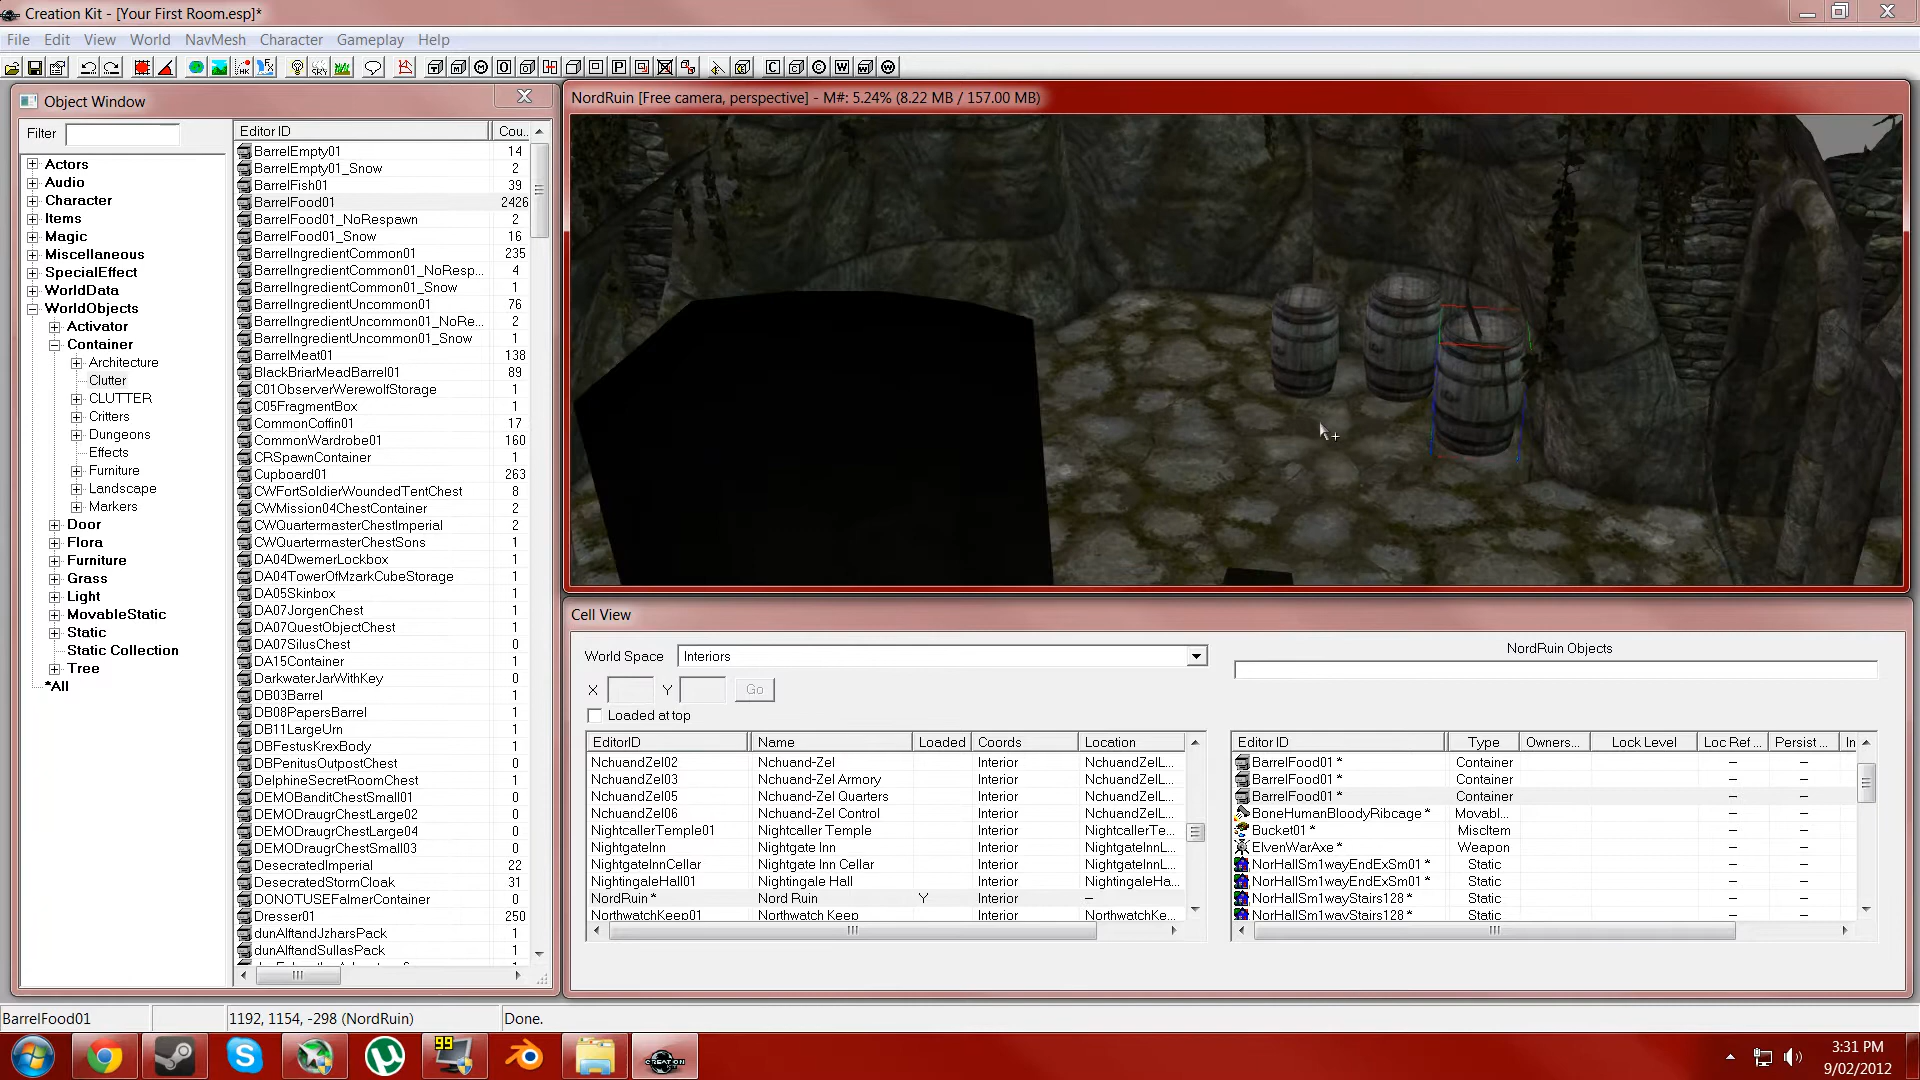 Creation Kit - [Your First Room.esp]*
File Edit View World NavMesh Character Gameplay Help
Object Window
Filter
Actors
Audio
Character
Items
Magic
Miscellaneous
SpecialEffect
WorldData
WorldObjects
Activator
Container
Architecture
Clutter
CLUTTER
Critters
Dungeons
Effects
Furniture
Landscape
Markers
Door
Flora
Furniture
Grass
Light
MovableStatic
Static
Static Collection
Tree
*All
Editor ID Cou..
BarrelEmpty01 14
BarrelEmpty01_Snow 2
BarrelFish01 39
BarrelFood01 2426
BarrelFood01_NoRespawn 2
BarrelFood01_Snow 16
BarrelIngredientCommon01 235
BarrelIngredientCommon01_NoResp... 4
BarrelIngredientCommon01_Snow 1
BarrelIngredientUncommon01 76
BarrelIngredientUncommon01_NoRe... 2
BarrelIngredientUncommon01_Snow 1
BarrelMeat01 138
BlackBriarMeadBarrel01 89
C01ObserverWerewolfStorage 1
C05FragmentBox 1
CommonCoffin01 17
CommonWardrobe01 160
CRSpawnContainer 1
Cupboard01 263
CWFortSoldierWoundedTentChest 8
CWMission04ChestContainer 2
CWQuartermasterChestImperial 2
CWQuartermasterChestSons 1
DA04DwemerLockbox 1
DA04TowerOfMzarkCubeStorage 1
DA05Skinbox 1
DA07JorgenChest 1
DA07QuestObjectChest 1
DA07SilusChest 0
DA15Container 1
DarkwaterJarWithKey 0
DB03Barrel 1
DB08PapersBarrel 1
DB11LargeUrn 1
DBFestusKrexBody 1
DBPenitusOutpostChest 1
DelphineSecretRoomChest 1
DEMOBanditChestSmall01 0
DEMODraugrChestLarge02 0
DEMODraugrChestLarge04 0
DEMODraugrChestSmall03 0
DesecratedImperial 22
DesecratedStormCloak 31
DONOTUSEFalmerContainer 0
Dresser01 250
dunAlftandJzharsPack 1
dunAlftandSullasPack 1
NordRuin [Free camera, perspective] - M#: 5.24% (8.22 MB / 157.00 MB)
Cell View
World Space Interiors
X Y Go
Loaded at top
EditorID Name Loaded Coords Location
NchuandZel02 Nchuand-Zel Interior NchuandZelL...
NchuandZel03 Nchuand-Zel Armory Interior NchuandZelL...
NchuandZel05 Nchuand-Zel Quarters Interior NchuandZelL...
NchuandZel06 Nchuand-Zel Control Interior NchuandZelL...
NightcallerTemple01 Nightcaller Temple Interior NightcallerTe...
NightgateInn Nightgate Inn Interior NightgateInnL...
NightgateInnCellar Nightgate Inn Cellar Interior NightgateInnL...
NightingaleHall01 Nightingale Hall Interior NightingaleHa...
NordRuin * Nord Ruin Y Interior –
NorthwatchKeep01 Northwatch Keep Interior NorthwatchKe...
NordRuin Objects
Editor ID Type Owners... Lock Level Loc Ref ... Persist ... In
BarrelFood01 * Container – –
BarrelFood01 * Container – –
BarrelFood01 * Container – –
BoneHumanBloodyRibcage * Movabl... – –
Bucket01 * MiscItem – –
ElvenWarAxe * Weapon – –
NorHallSm1wayEndExSm01 * Static – –
NorHallSm1wayEndExSm01 * Static – –
NorHallSm1wayStairs128 * Static – –
NorHallSm1wayStairs128 * Static – –
BarrelFood01 1192, 1154, -298 (NordRuin) Done.
99
CREATION
3:31 PM
9/02/2012